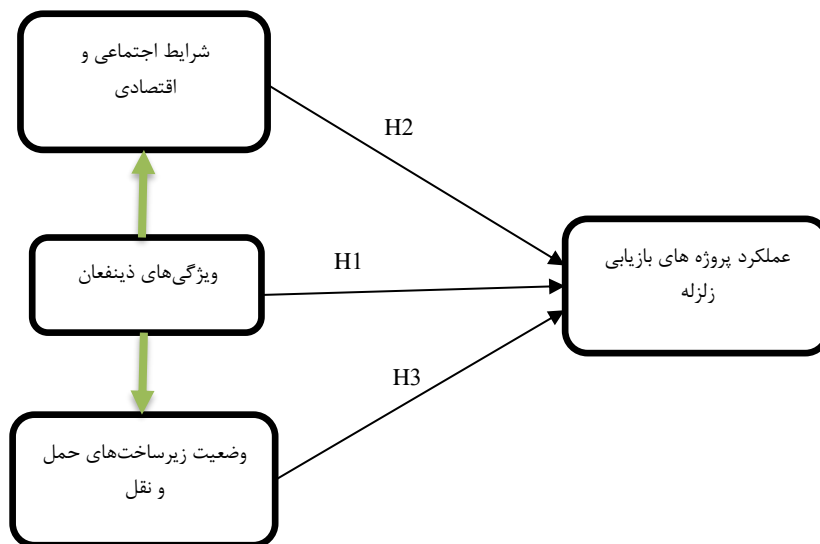 شرایط اجتماعی و
اقتصادی
H2
ویژگی‌های ذینفعان
H1
عملکرد پروژه های بازیابی
زلزله
H3
وضعیت زیرساخت‌های حمل
و نقل